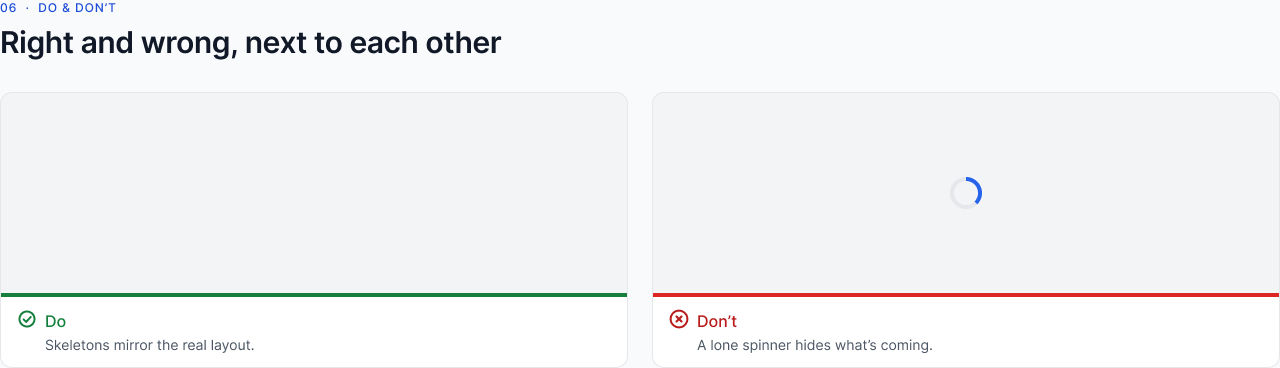 06 · DO & DON’T
Right and wrong, next to each other
Do
Skeletons mirror the real layout.
Don’t
A lone spinner hides what’s coming.